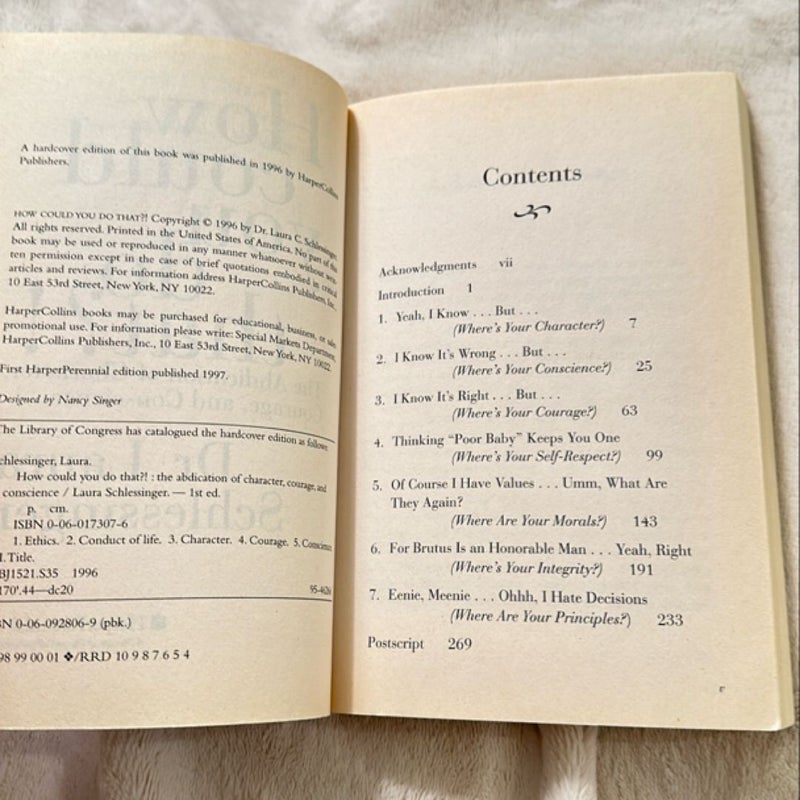 A hardcover edition of this book was published in 1996 by HarperCollins
Publishers.
HOW COULD YOU DO THAT?! Copyright © 1996 by Dr. Laura C. Schlessinger.
All rights reserved. Printed in the United States of America. No part of this
book may be used or reproduced in any manner whatsoever without writ-
ten permission except in the case of brief quotations embodied in critical
articles and reviews. For information address HarperCollins Publishers, Inc.,
10 East 53rd Street, New York, NY 10022.
HarperCollins books may be purchased for educational, business, or sales
promotional use. For information please write: Special Markets Department,
HarperCollins Publishers, Inc., 10 East 53rd Street, New York, NY 10022.
First HarperPerennial edition published 1997.
Designed by Nancy Singer
The Library of Congress has catalogued the hardcover edition as follows:
chlessinger, Laura.
How could you do that?! : the abdication of character, courage, and
conscience / Laura Schlessinger. — 1st ed.
p. cm.
ISBN 0-06-017307-6
1. Ethics. 2. Conduct of life. 3. Character. 4. Courage. 5. Conscience
I. Title.
BJ1521.S35 1996
170'.44—dc20
BN 0-06-092806-9 (pbk.)
98 99 00 01 ❖/RRD 10 9 8 7 6 5 4
Contents
Acknowledgments vii
Introduction 1
1. Yeah, I Know . . . But . . .
(Where's Your Character?) 7
2. I Know It's Wrong . . . But . . .
(Where's Your Conscience?) 25
3. I Know It's Right . . . But . . .
(Where's Your Courage?) 63
4. Thinking “Poor Baby” Keeps You One
(Where's Your Self-Respect?) 99
5. Of Course I Have Values . . . Umm, What Are
They Again?
(Where Are Your Morals?) 143
6. For Brutus Is an Honorable Man . . . Yeah, Right
(Where's Your Integrity?) 191
7. Eenie, Meenie . . . Ohhh, I Hate Decisions
(Where Are Your Principles?) 233
Postscript 269
v